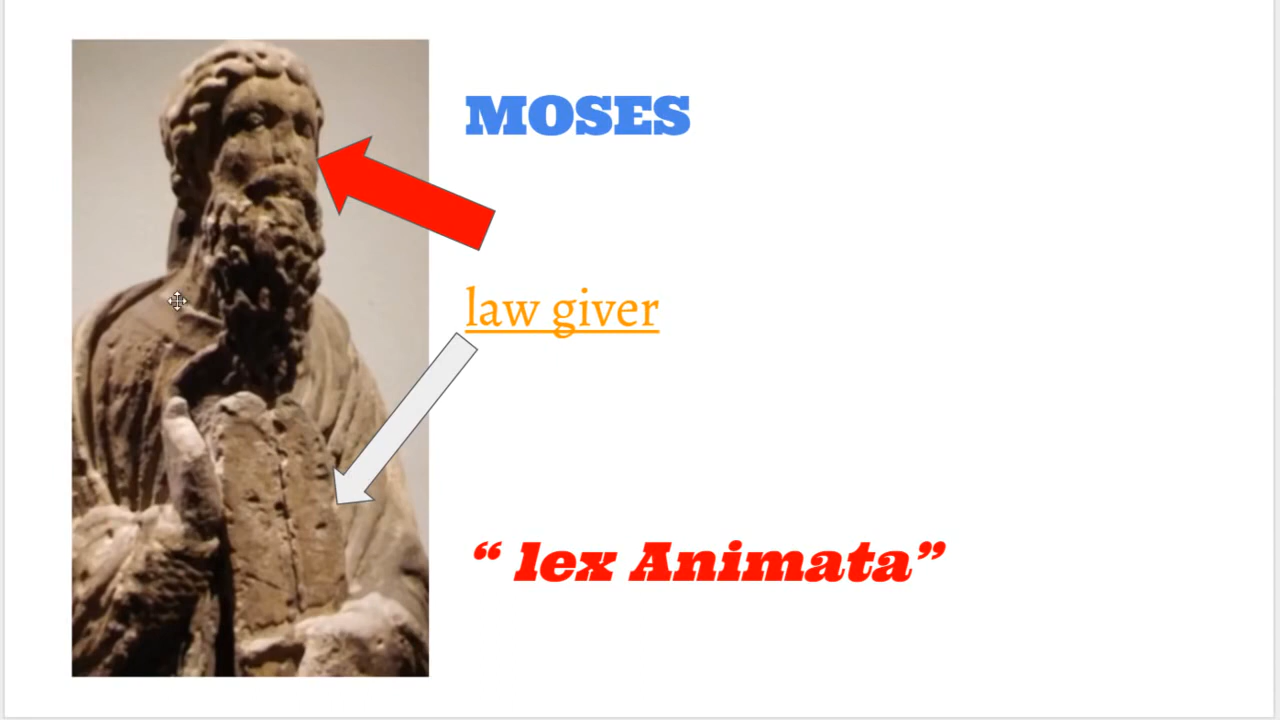 MOSES
law giver
“ lex Animata”